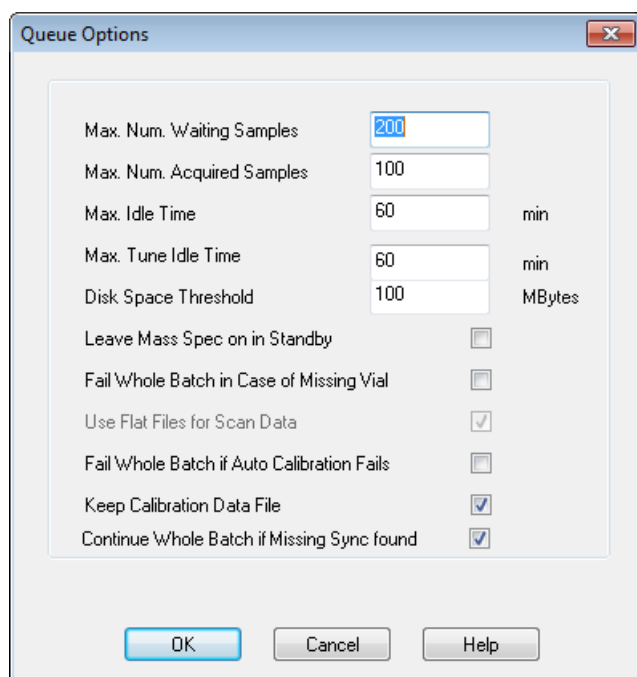 Queue Options
Max. Num. Waiting Samples 200
Max. Num. Acquired Samples 100
Max. Idle Time 60 min
Max. Tune Idle Time 60 min
Disk Space Threshold 100 MBytes
Leave Mass Spec on in Standby
Fail Whole Batch in Case of Missing Vial
Use Flat Files for Scan Data
Fail Whole Batch if Auto Calibration Fails
Keep Calibration Data File
Continue Whole Batch if Missing Sync found
OK Cancel Help